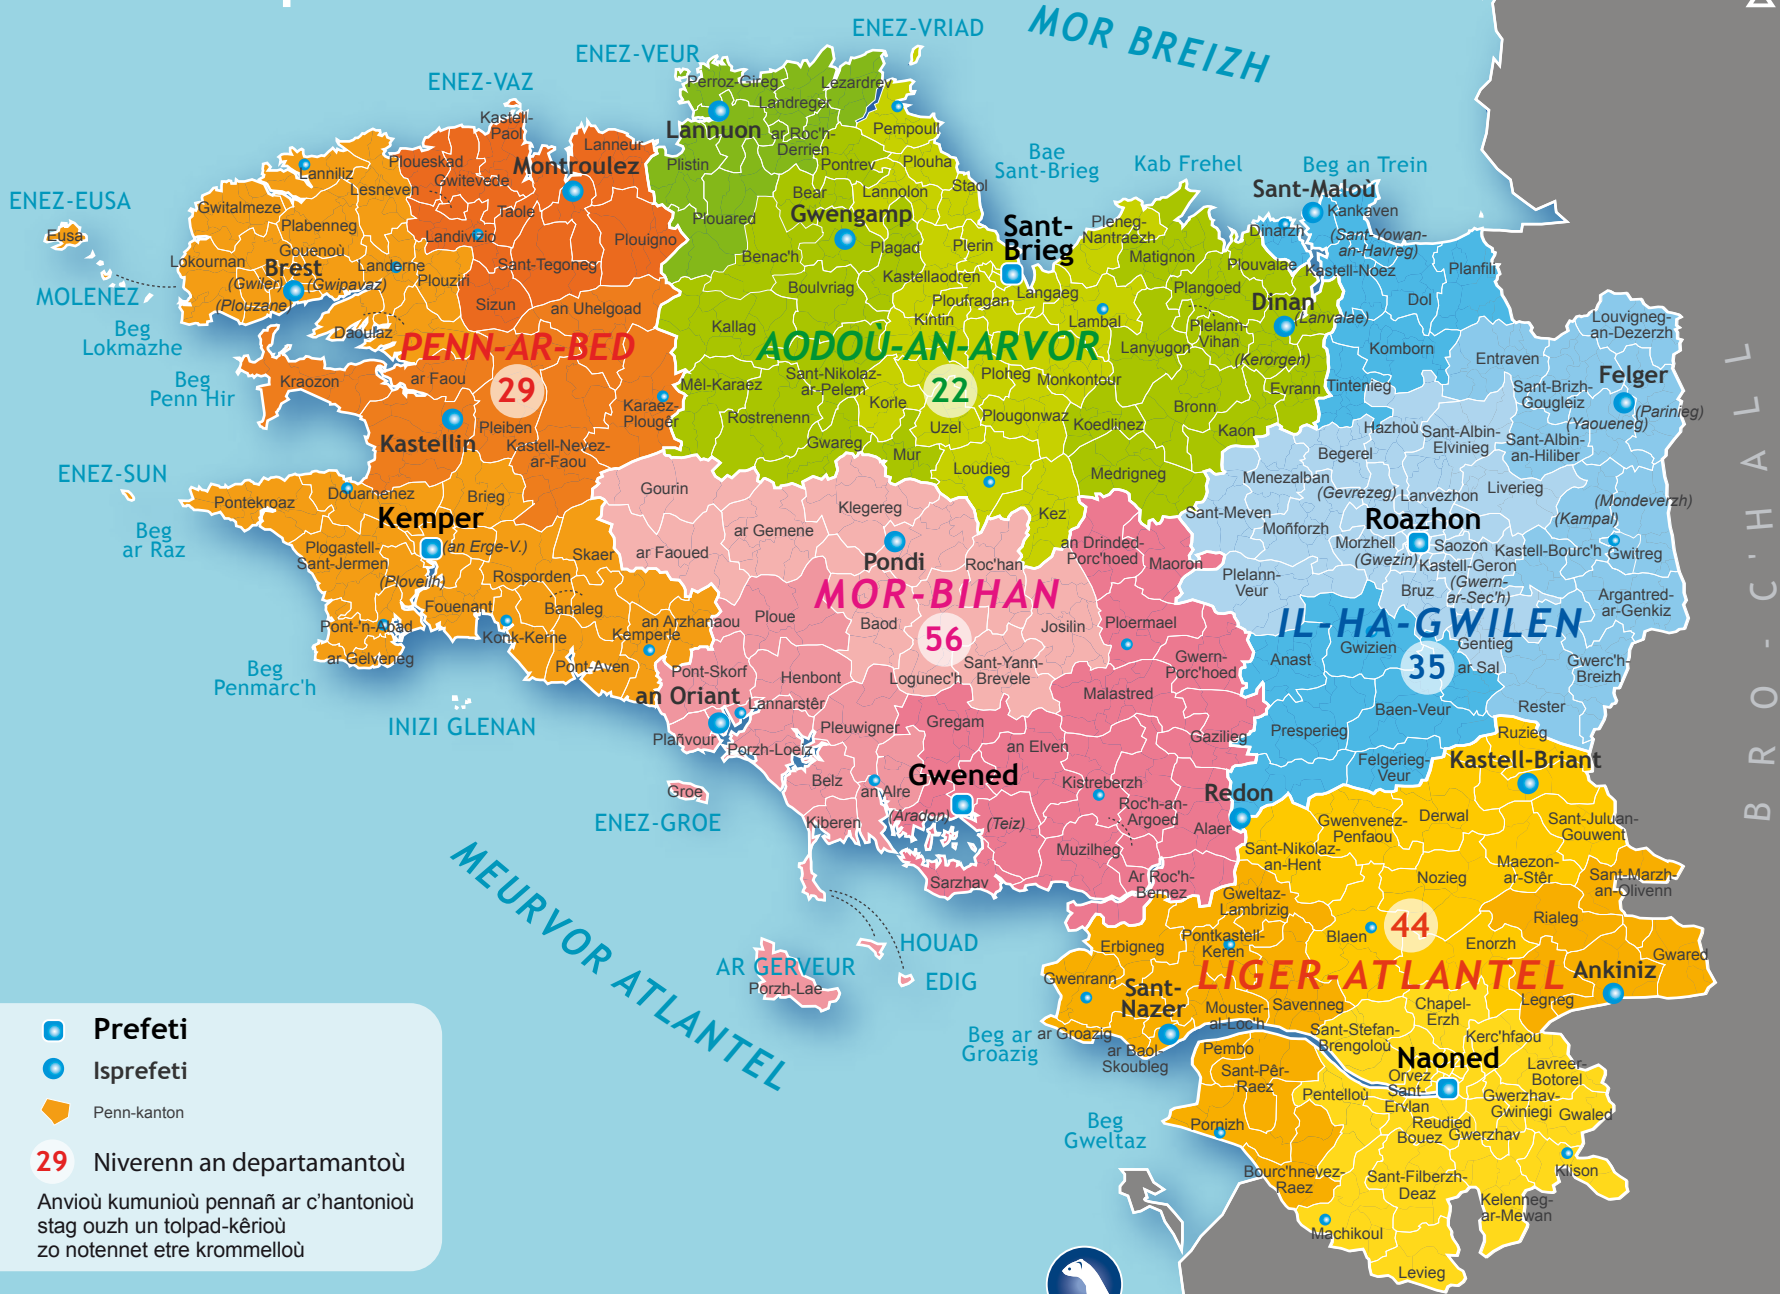 MOR BREIZH
ENEZ-VRIAD
ENEZ-VEUR
ENEZ-VAZ
ENEZ-EUSA
Eusa
MOLENEZ
Beg
Lokmazhe
Beg
Penn Hir
ENEZ-SUN
Beg
ar Raz
Beg
Penmarc'h
INIZI GLENAN
ENEZ-GROE
Groe
MEURVOR ATLANTEL
AR GERVEUR
Porzh-Lae
HOUAD
EDIG
Beg ar
Groazig
Beg
Gweltaz
Bae
Sant-Brieg
Kab Frehel
Beg an Trein
BRO-C'HALL
PENN-AR-BED
29
Kastell-
Paol
Lanneur
Ploueskad
Montroulez
Gwitevede
Lanniliz
Lesneven
Taole
Gwitalmeze
Plabenneg
Landivizio
Plouigno
Gouenoù
Lokournan
Brest
Landerne
Sant-Tegoneg
(Gwiler)
(Gwipavaz)
Plouziri
(Plouzane)
Sizun
an Uhelgoad
Daoulaz
Kraozon
ar Faou
Karaez-
Plougêr
Kastellin
Pleiben
Kastell-Nevez-
ar-Faou
Pontekroaz
Douarnenez
Brieg
Kemper
(an Erge-V.)
Plogastell-
Sant-Jermen
Skaer
(Ploveilh)
Rosporden
Fouenant
Banaleg
Pont-'n-Abad
Konk-Kerne
an Arzhanaou
Kemperle
ar Gelveneg
Pont-Aven
AODOÙ-AN-ARVOR
22
Perroz-Gireg
Lezardrev
Landreger
Lannuon
ar Roc'h-
Derrien
Pempoull
Plistin
Pontrev
Plouha
Bear
Lannolon
Staol
Plouared
Gwengamp
Sant-
Brieg
Pleneg-
Nantraezh
Plagad
Plerin
Benac'h
Matignon
Kastellaodren
Boulvriag
Ploufragan
Langaeg
Plouvalae
Plangoed
Dinan
(Lanvalae)
Kintin
Lambal
Kallag
Plelann-
Vihan
Lanyugon
(Kerorgen)
Sant-Nikolaz-
ar-Pelem
Ploheg
Monkontour
Mêl-Karaez
Evrann
Korle
Rostrenenn
Uzel
Plougonwaz
Koedlinez
Bronn
Gwareg
Kaon
Mur
Loudieg
Medrigneg
Kez
MOR-BIHAN
56
Gourin
Klegereg
ar Gemene
ar Faoued
Pondi
Roc'han
an Drinded-
Porc'hoed
Maoron
Ploue
Baod
Josilin
Ploermael
Pont-Skorf
Henbont
Logunec'h
Sant-Yann-
Brevele
Gwern-
Porc'hoed
an Oriant
Lannarstêr
Malastred
Plañvour
Porzh-Loeiz
Pleuwigner
Gregam
an Elven
Gazilieg
Belz
an Alre
Gwened
Kistreberzh
(Aradon)
(Teiz)
Roc'h-an-
Argoed
Alaer
Kiberen
Muzilheg
Sarzhav
Ar Roc'h-
Bernez
IL-HA-GWILEN
35
Sant-Maloù
Kankaven
Dinarzh
(Sant-Yowan-
an-Havreg)
Kastell-Noez
Planfili
Dol
Louvigneg-
an-Dezerzh
Komborn
Entraven
Felger
Tintenieg
Sant-Brizh-
Gougleiz
(Parinieg)
(Yaoueneg)
Hazhoù
Sant-Albin-
Elvinieg
Sant-Albin-
an-Hiliber
Begerel
Menezalban
(Gevrezeg)
Lanvezhon
Liverieg
(Mondeverzh)
Sant-Meven
Moñforzh
Roazhon
(Kampal)
Morzhell
Saozon
Kastell-Bourc'h
Gwitreg
(Gwezin)
Kastell-Geron
Plelann-
Veur
Bruz
(Gwern-
ar-Sec'h)
Argantred-
ar-Genkiz
Gwizien
Gentieg
Anast
ar Sal
Gwerc'h-
Breizh
Baen-Veur
Rester
Presperieg
Felgerieg-
Veur
Redon
LIGER-ATLANTEL
44
Ruzieg
Kastell-Briant
Gwenvenez-
Penfaou
Derwal
Sant-Juluan-
Gouwent
Sant-Nikolaz-
an-Hent
Maezon-
ar-Stêr
Nozieg
Sant-Marzh-
an-Olivenn
Gweltaz-
Lambrizig
Rialeg
Erbigneg
Pontkastell-
Keren
Blaen
Enorzh
Gwared
Gwenrann
Ankiniz
Sant-
Nazer
Mouster-
al-Loc'h
Savenneg
Chapel-
Erzh
Legneg
ar Groazig
ar Baol-
Skoubleg
Pembo
Sant-Stefan-
Brengoloù
Kerc'hfaou
Naoned
Sant-Pêr-
Raez
Orvez
Lavreer-
Botorel
Pentelloù
Sant-
Ervlan
Gwerzhav-
Gwiniegi
Gwaled
Pornizh
Reudied
Bouez
Gwerzhav
Klison
Bourc'hnevez-
Raez
Sant-Filberzh-
Deaz
Kelenneg-
ar-Mewan
Machikoul
Levieg
Prefeti
Isprefeti
Penn-kanton
29 Niverenn an departamantoù
Anvioù kumunioù pennañ ar c'hantonioù
stag ouzh un tolpad-kêrioù
zo notennet etre krommelloù